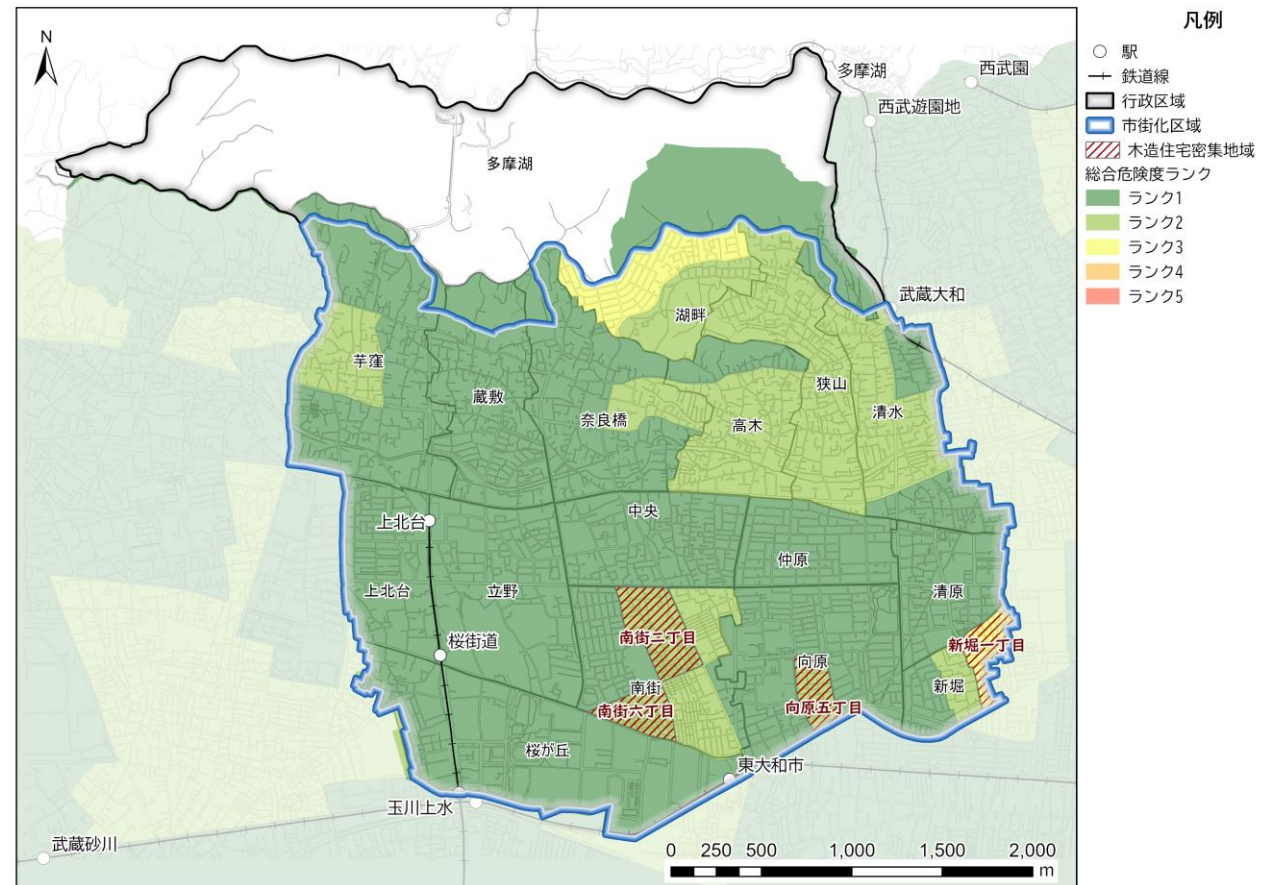 凡例
駅
鉄道線
行政区域
市街化区域
木造住宅密集地域
総合危険度ランク
ランク1
ランク2
ランク3
ランク4
ランク5
N
多摩湖
西武園
西武遊園地
多摩湖
武蔵大和
湖畔
芋窪
狭山
蔵敷
奈良橋
高木
清水
中央
上北台
仲原
上北台
立野
清原
南街二丁目
桜街道
新堀一丁目
向原
南街
新堀
南街六丁目
向原五丁目
桜が丘
東大和市
玉川上水
武蔵砂川
0 250 500 1,000 1,500 2,000
m